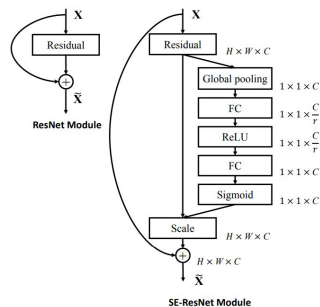 X
Residual
+
X̃
ResNet Module
X
Residual
H × W × C
Global pooling
1 × 1 × C
FC
1 × 1 × C/r
ReLU
1 × 1 × C/r
FC
1 × 1 × C
Sigmoid
1 × 1 × C
Scale
H × W × C
+
H × W × C
X̃
SE-ResNet Module